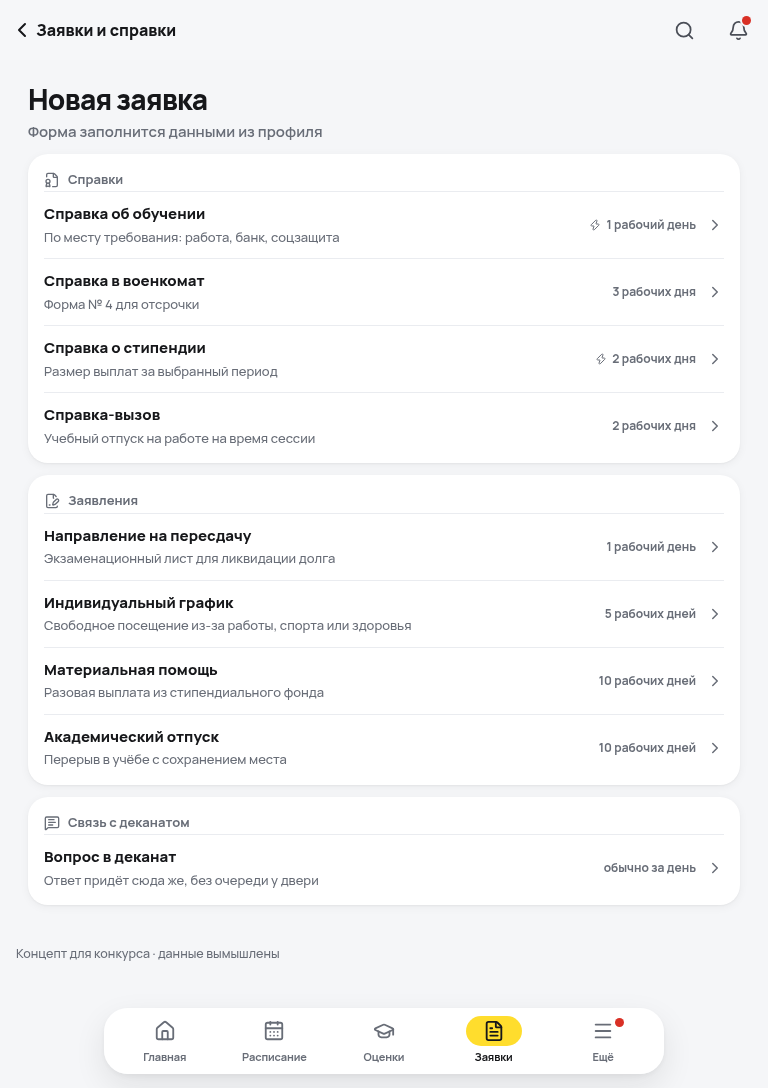 Заявки и справки
Новая заявка
Форма заполнится данными из профиля
Справки
Справка об обучении
По месту требования: работа, банк, соцзащита
1 рабочий день
Справка в военкомат
Форма № 4 для отсрочки
3 рабочих дня
Справка о стипендии
Размер выплат за выбранный период
2 рабочих дня
Справка-вызов
Учебный отпуск на работе на время сессии
2 рабочих дня
Заявления
Направление на пересдачу
Экзаменационный лист для ликвидации долга
1 рабочий день
Индивидуальный график
Свободное посещение из-за работы, спорта или здоровья
5 рабочих дней
Материальная помощь
Разовая выплата из стипендиального фонда
10 рабочих дней
Академический отпуск
Перерыв в учёбе с сохранением места
10 рабочих дней
Связь с деканатом
Вопрос в деканат
Ответ придёт сюда же, без очереди у двери
обычно за день
Концепт для конкурса · данные вымышлены
Главная
Расписание
Оценки
Заявки
Ещё